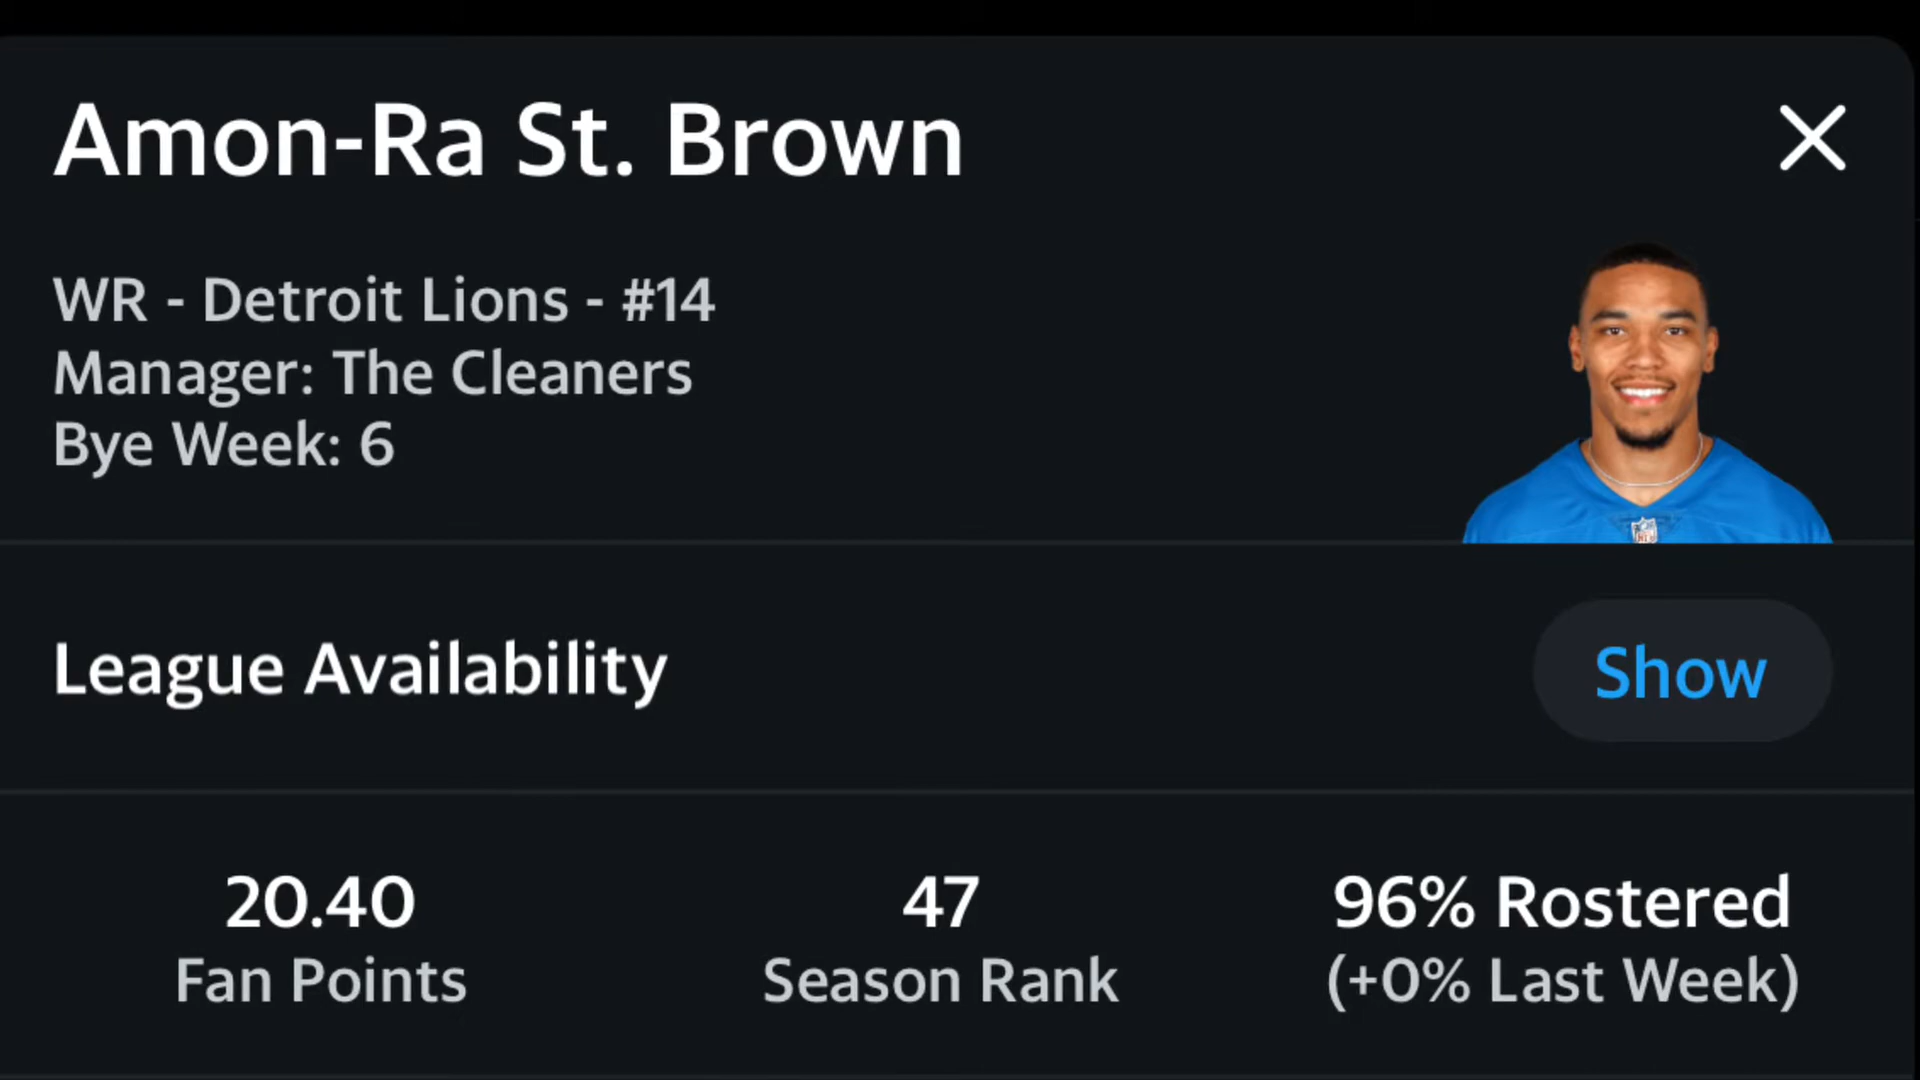 Amon-Ra St. Brown
WR - Detroit Lions - #14
Manager: The Cleaners
Bye Week: 6
League Availability
Show
20.40
Fan Points
47
Season Rank
96% Rostered
(+0% Last Week)